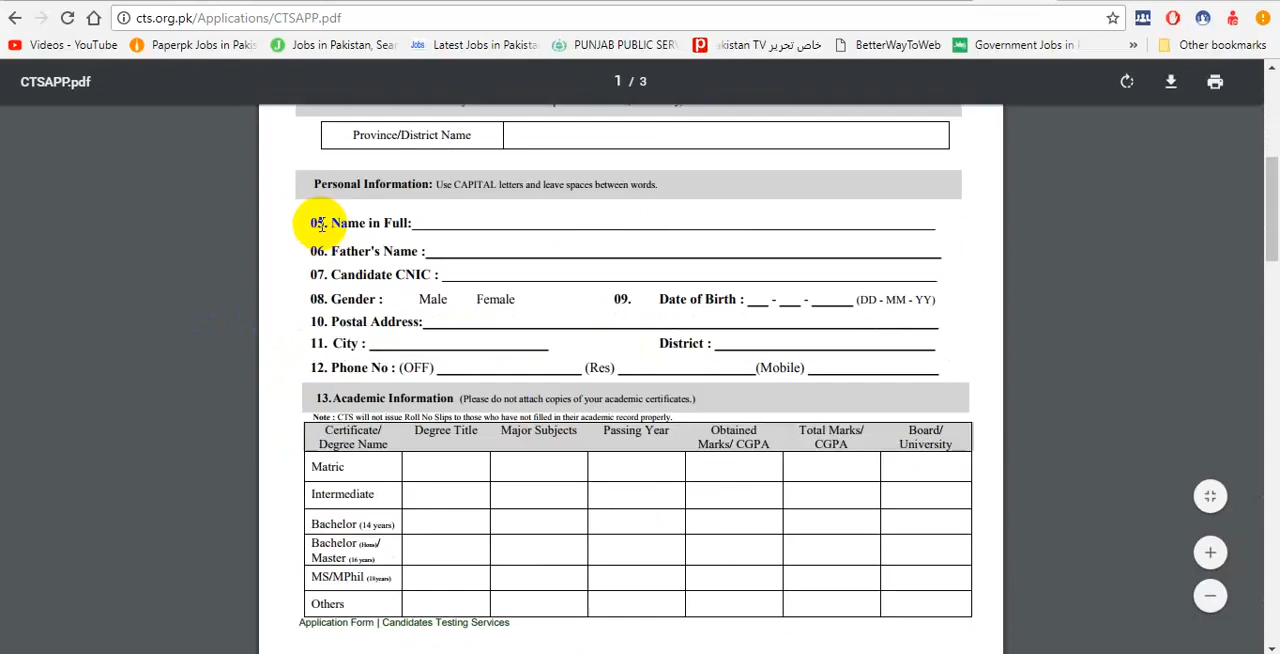 cts.org.pk/Applications/CTSAPP.pdf
Videos - YouTube Paperpk Jobs in Pakis J Jobs in Pakistan, Sear Jobs Latest Jobs in Pakista PUNJAB PUBLIC SER kistan TV خاص تحریر BetterWayToWeb Government Jobs in » Other bookmarks
CTSAPP.pdf 1 / 3
Province/District Name
Personal Information: Use CAPITAL letters and leave spaces between words.
05. Name in Full:
06. Father's Name :
07. Candidate CNIC :
08. Gender : Male Female 09. Date of Birth : ___ - ___ - ______ (DD - MM - YY)
10. Postal Address:
11. City : District :
12. Phone No : (OFF) (Res) (Mobile)
13. Academic Information (Please do not attach copies of your academic certificates.)
Note : CTS will not issue Roll No Slips to those who have not filled in their academic record properly.
Certificate/ Degree Name Degree Title Major Subjects Passing Year Obtained Marks/ CGPA Total Marks/ CGPA Board/ University
Matric
Intermediate
Bachelor (14 years)
Bachelor (Hons)/
Master (16 years)
MS/MPhil (18years)
Others
Application Form | Candidates Testing Services